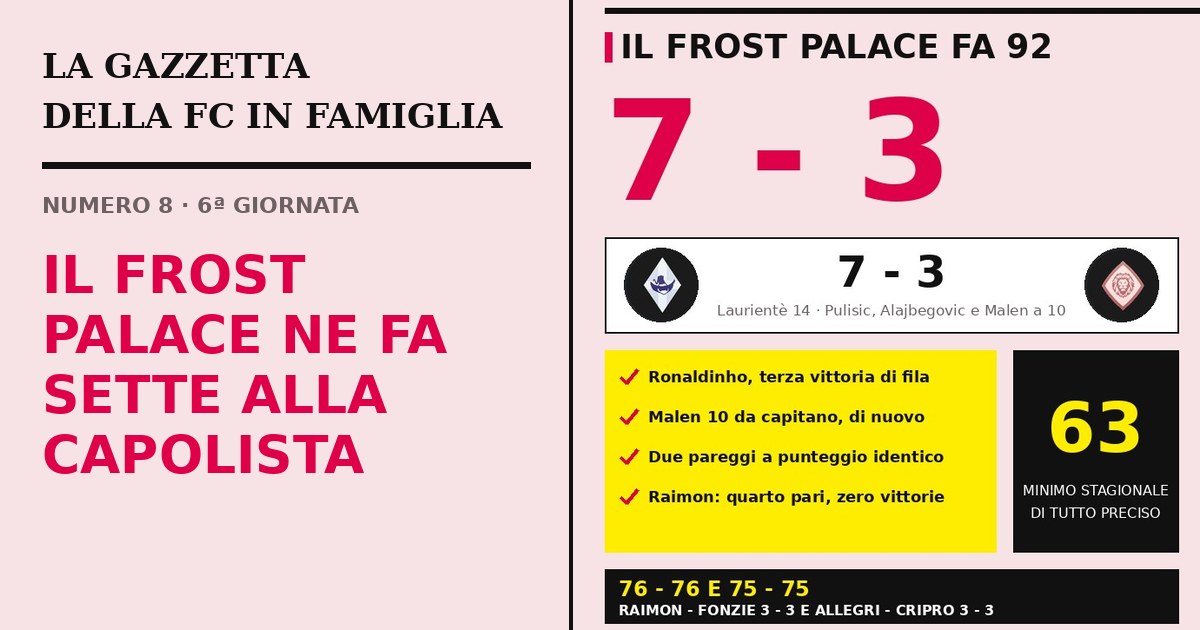 LA GAZZETTA
DELLA FC IN FAMIGLIA
NUMERO 8 · 6ª GIORNATA
IL FROST
PALACE NE FA
SETTE ALLA
CAPOLISTA
IL FROST PALACE FA 92
7 - 3
7 - 3
Laurientè 14 · Pulisic, Alajbegovic e Malen a 10
Ronaldinho, terza vittoria di fila
Malen 10 da capitano, di nuovo
Due pareggi a punteggio identico
Raimon: quarto pari, zero vittorie
63
MINIMO STAGIONALE
DI TUTTO PRECISO
76 - 76 E 75 - 75
RAIMON - FONZIE 3 - 3 E ALLEGRI - CRIPRO 3 - 3